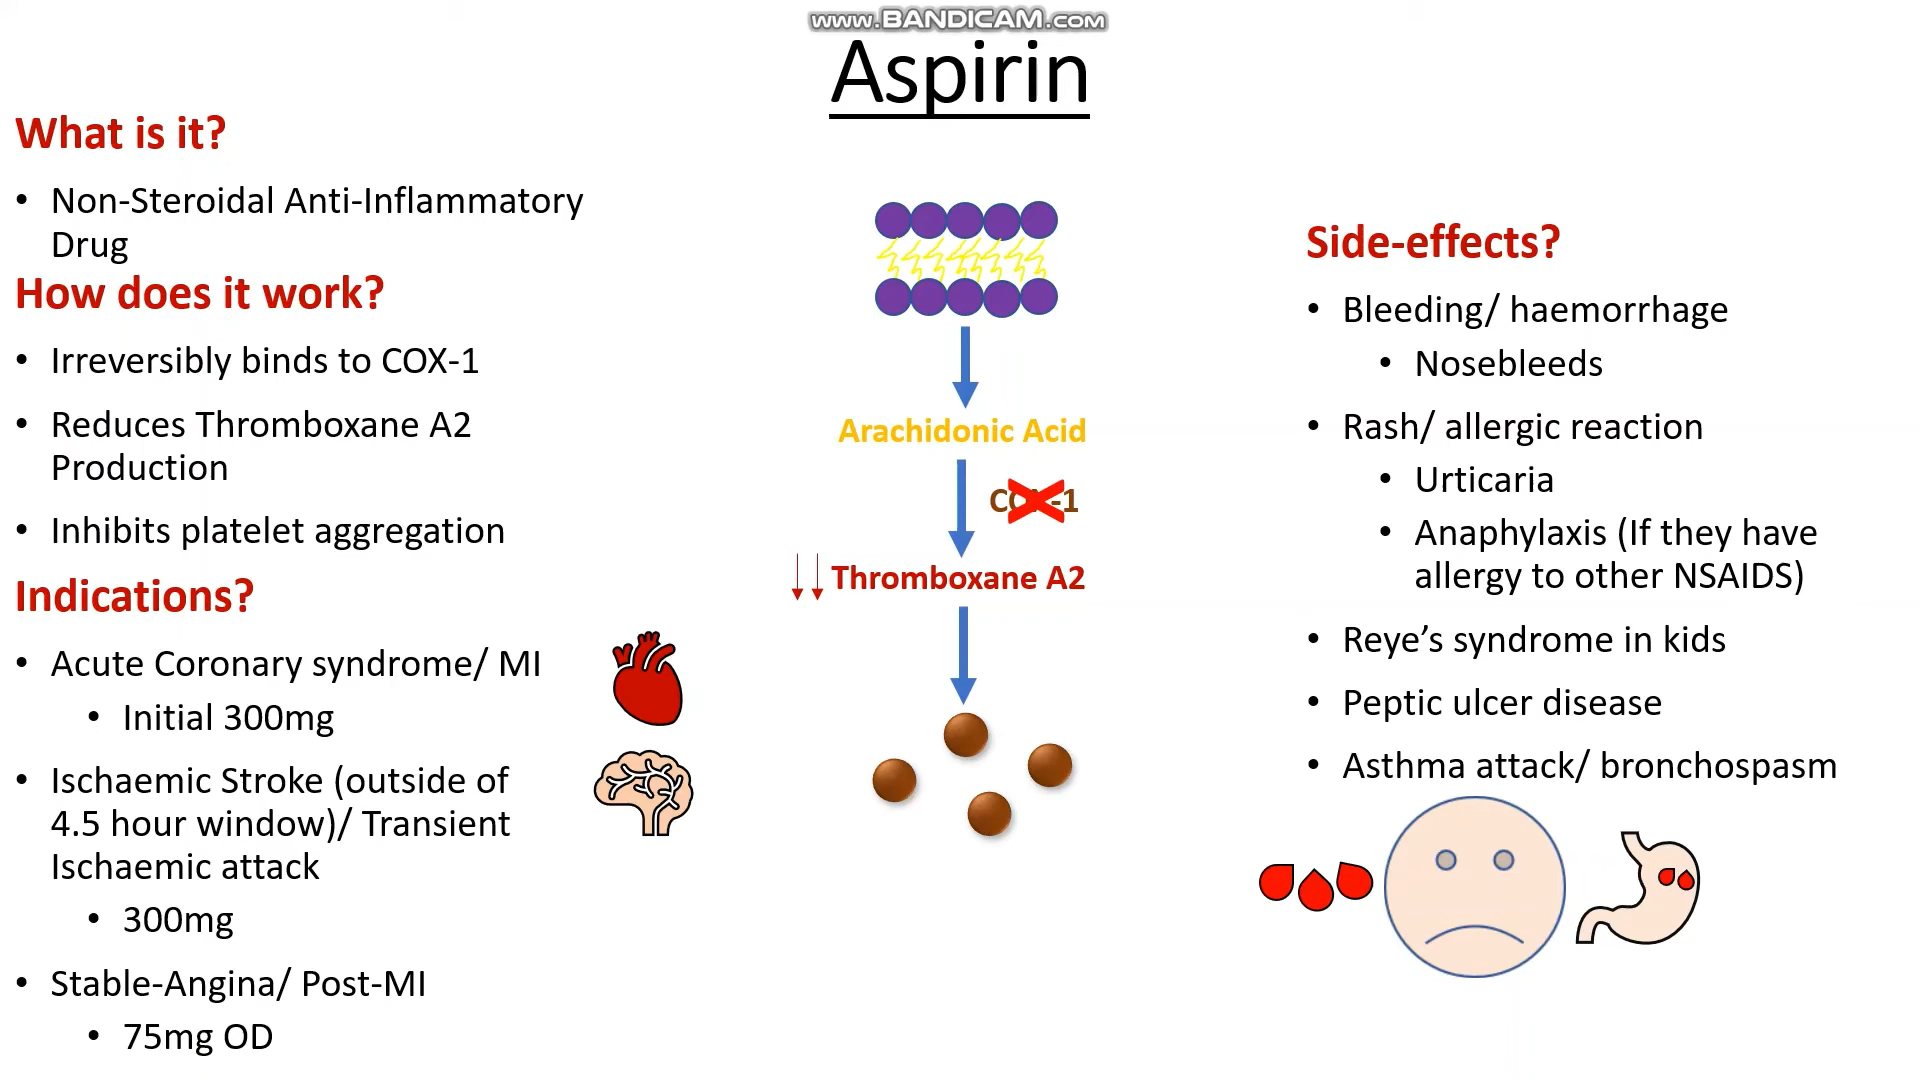 www.BANDICAM.com
Aspirin
What is it?
• Non-Steroidal Anti-Inflammatory
Drug
How does it work?
• Irreversibly binds to COX-1
• Reduces Thromboxane A2
Production
• Inhibits platelet aggregation
Indications?
• Acute Coronary syndrome/ MI
• Initial 300mg
• Ischaemic Stroke (outside of
4.5 hour window)/ Transient
Ischaemic attack
• 300mg
• Stable-Angina/ Post-MI
• 75mg OD
Arachidonic Acid
COX-1
Thromboxane A2
Side-effects?
• Bleeding/ haemorrhage
• Nosebleeds
• Rash/ allergic reaction
• Urticaria
• Anaphylaxis (If they have
allergy to other NSAIDS)
• Reye’s syndrome in kids
• Peptic ulcer disease
• Asthma attack/ bronchospasm